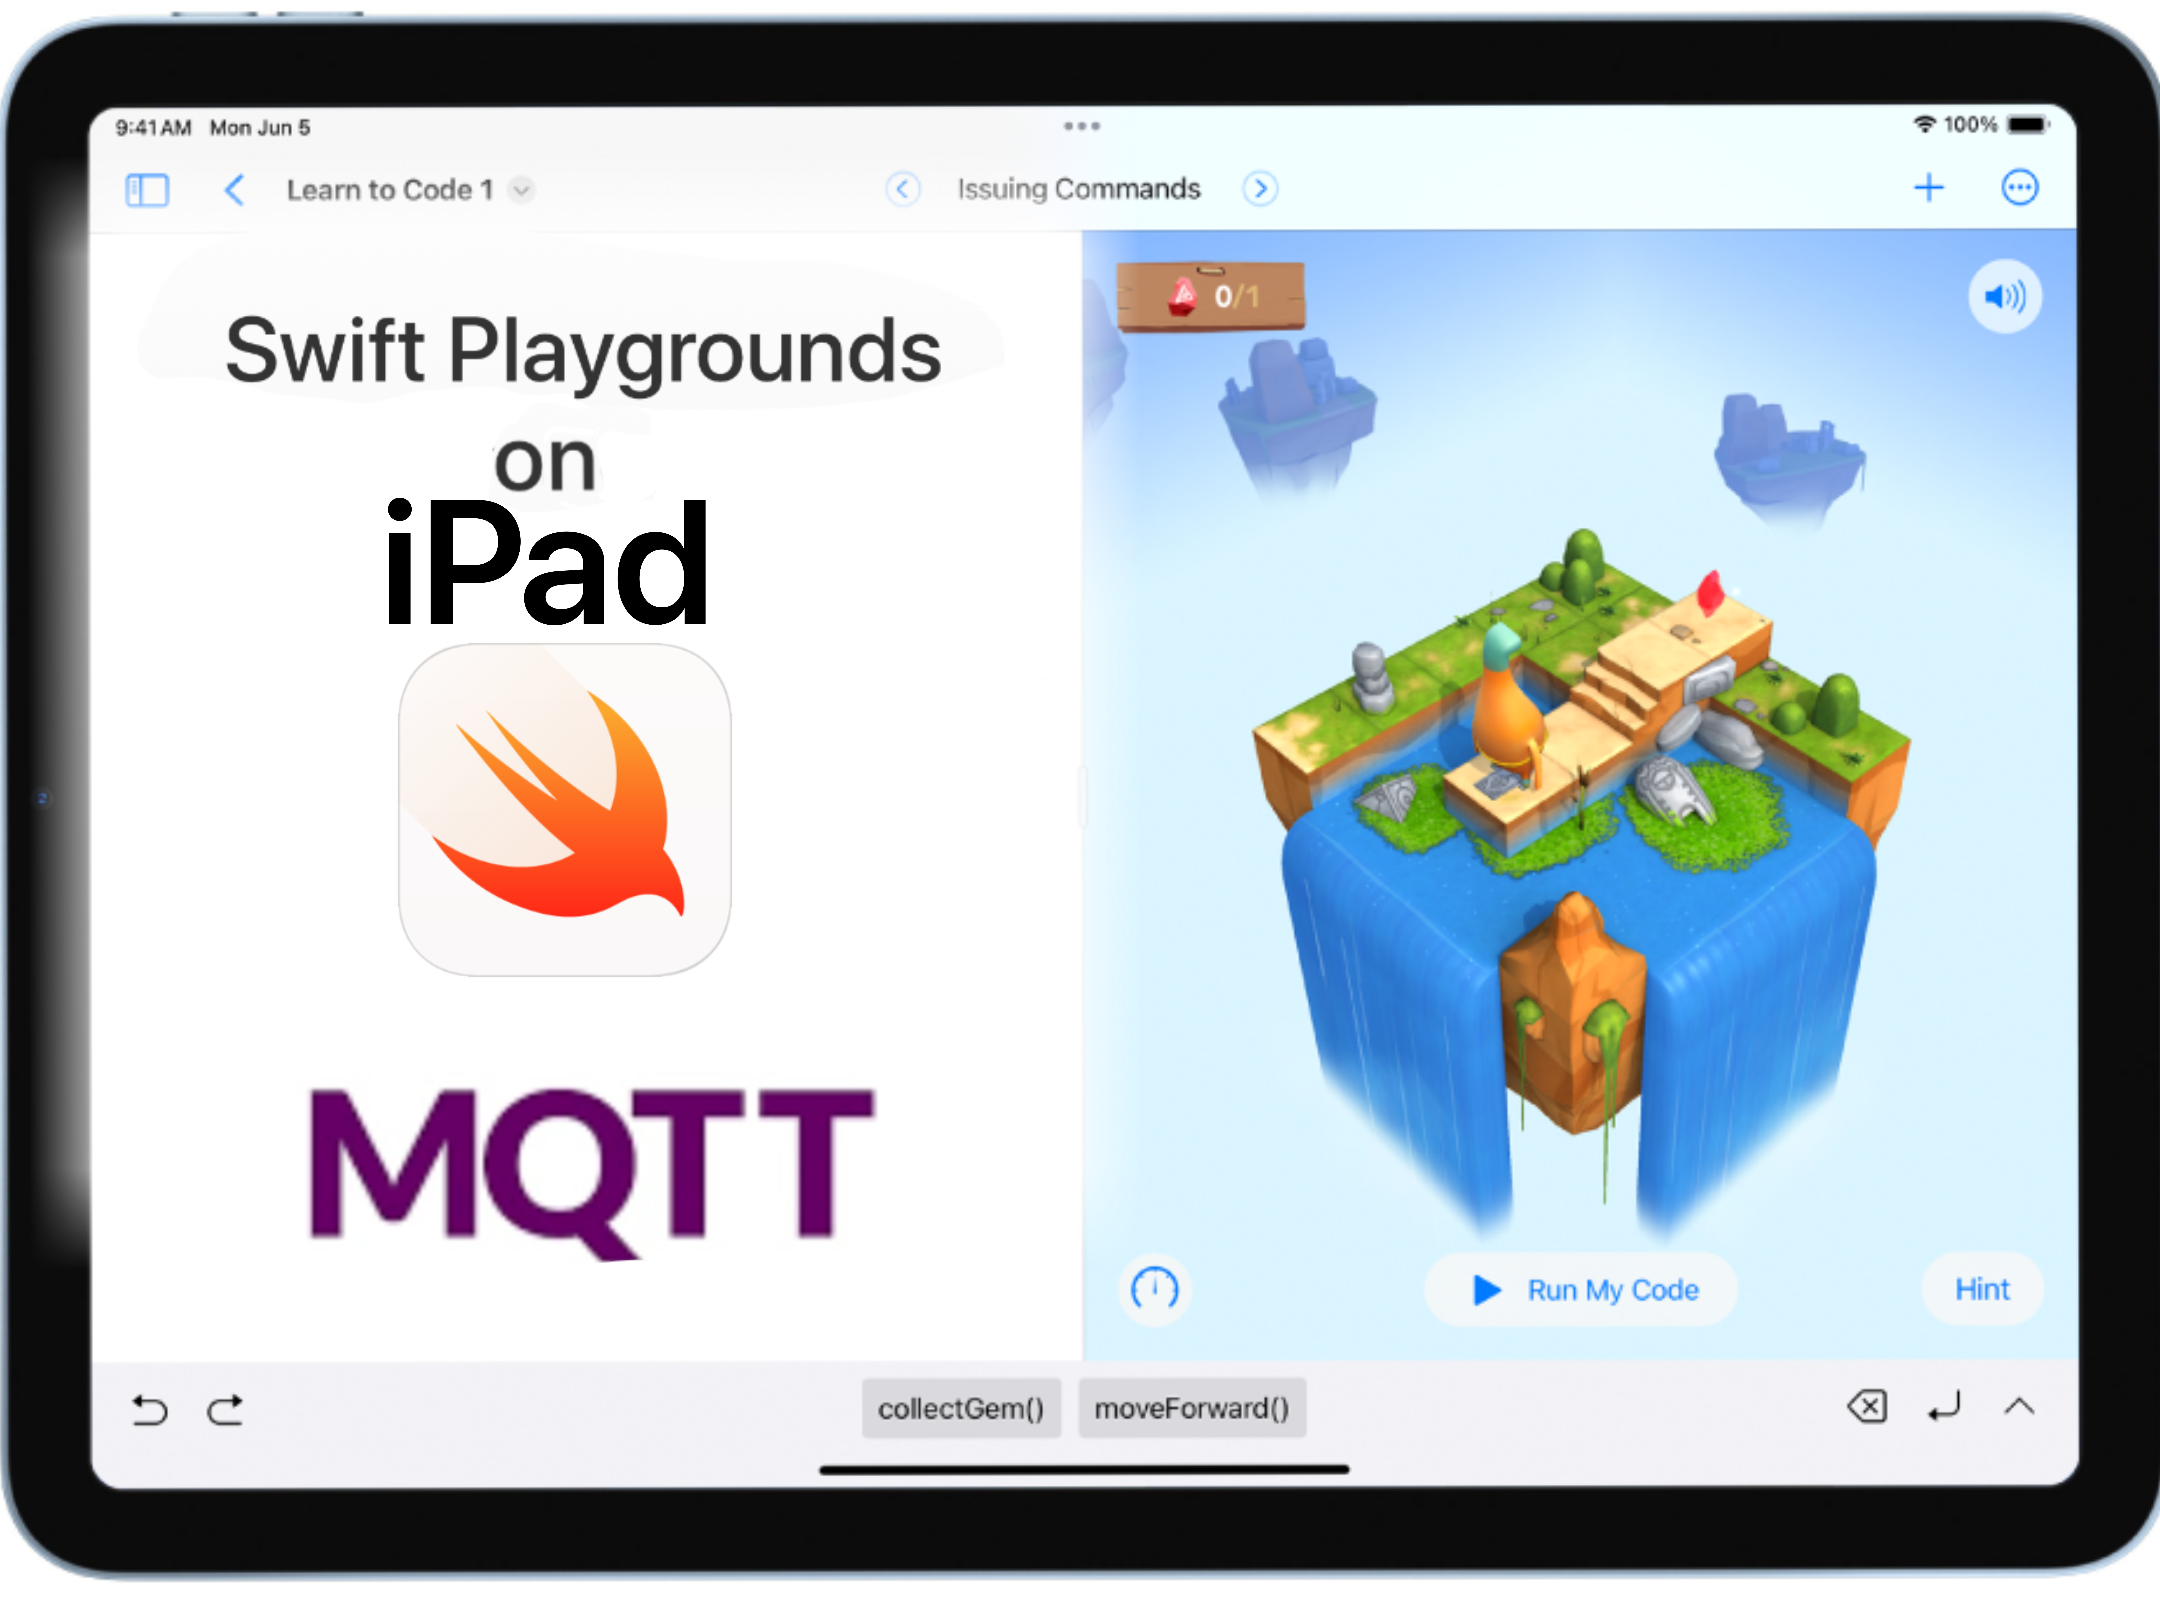 9:41 AM Mon Jun 5
100%
Learn to Code 1
Issuing Commands
Swift Playgrounds
on
iPad
MQTT
0/1
Run My Code
Hint
collectGem()
moveForward()